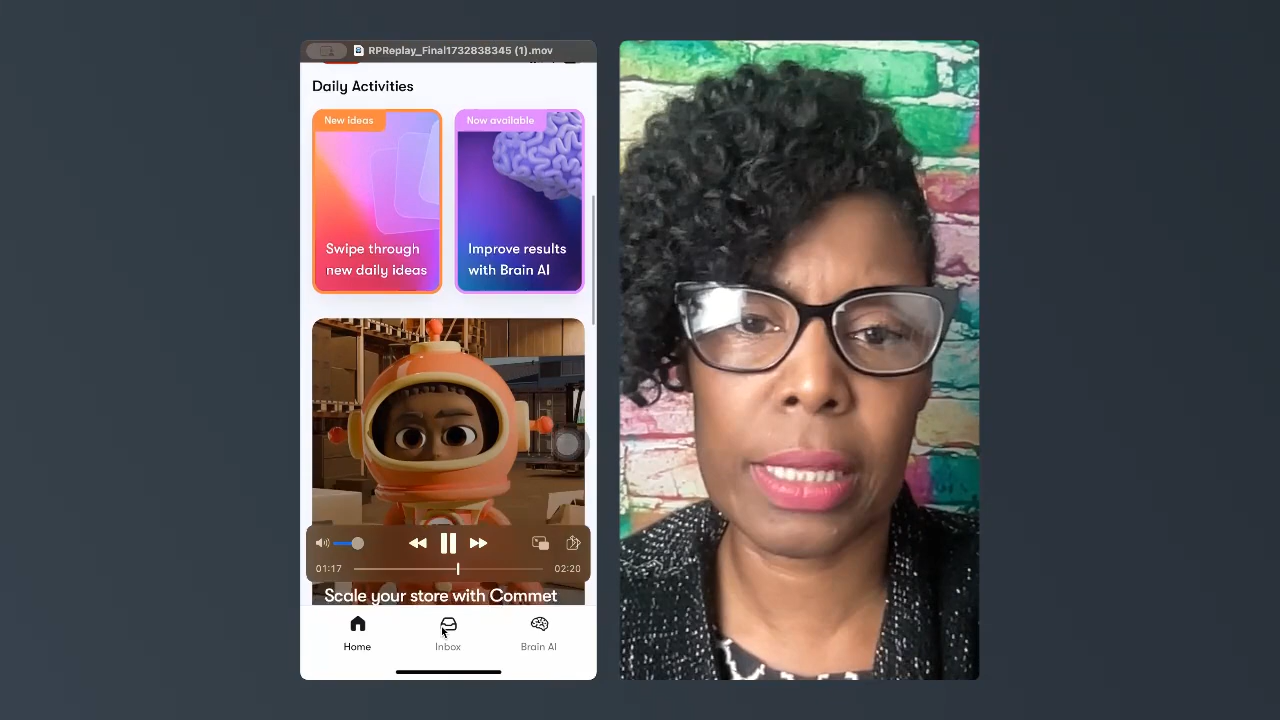 RPReplay_Final1732838345 (1).mov
Daily Activities
New ideas
Swipe through
new daily ideas
Now available
Improve results
with Brain AI
01:17
02:20
Scale your store with Commet
Home
Inbox
Brain AI